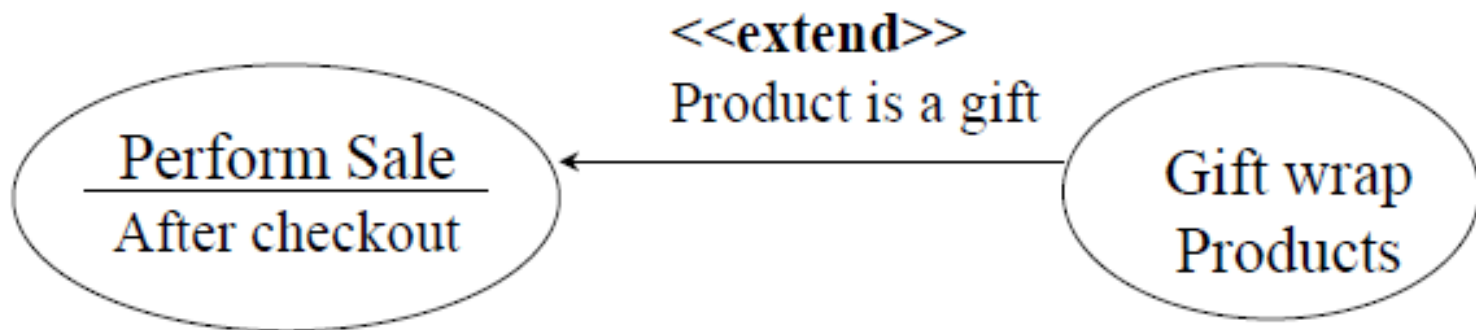 <<extend>>
Product is a gift
Perform Sale
After checkout
Gift wrap
Products